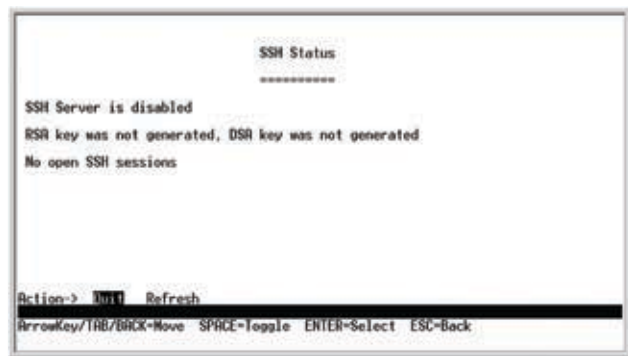 SSH Status
==========
SSH Server is disabled
RSA key was not generated, DSA key was not generated
No open SSH sessions
Action-> Quit Refresh
ArrowKey/TAB/BACK=Move SPACE=Toggle ENTER=Select ESC=Back